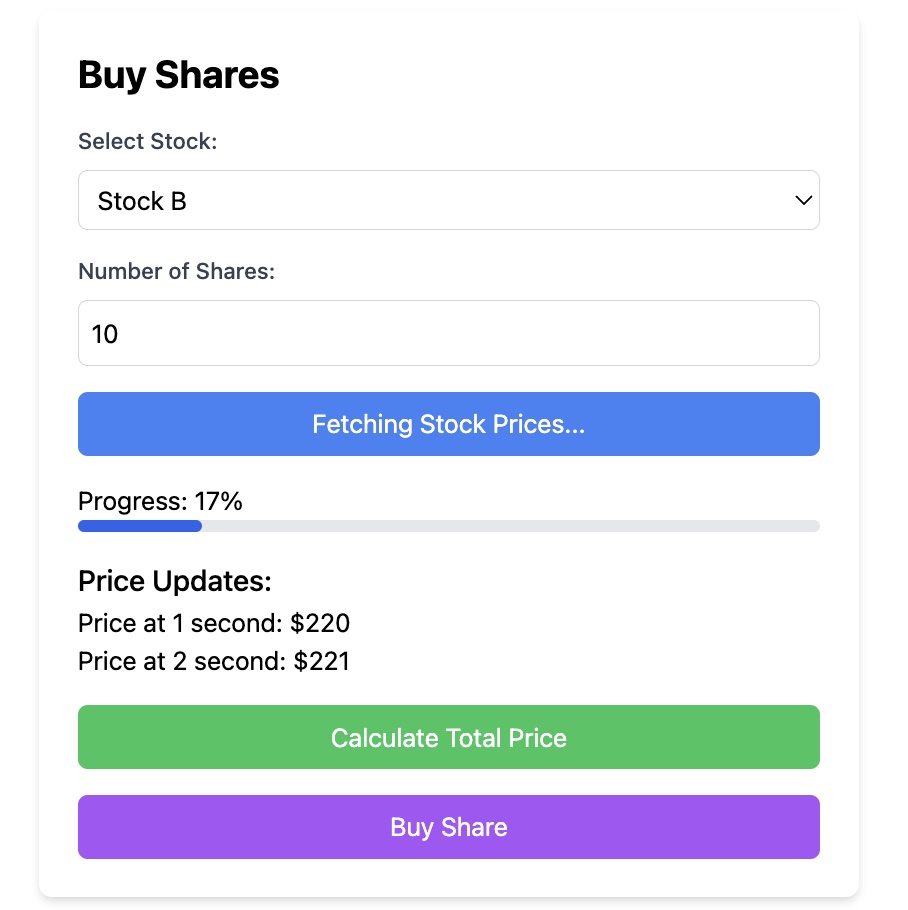 Buy Shares
Select Stock:
Stock B
Number of Shares:
10
Fetching Stock Prices...
Progress: 17%
Price Updates:
Price at 1 second: $220
Price at 2 second: $221
Calculate Total Price
Buy Share